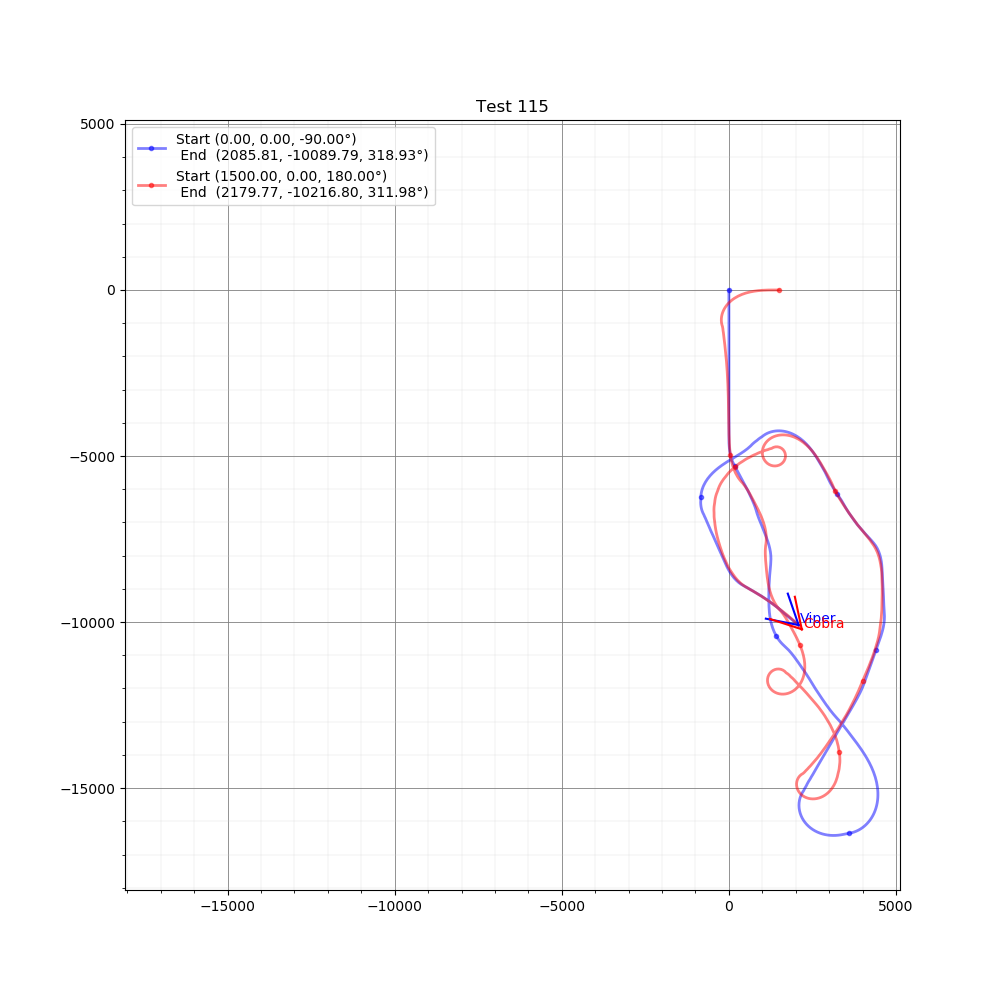 Test 115
Start (0.00, 0.00, -90.00°)
End (2085.81, -10089.79, 318.93°)
Start (1500.00, 0.00, 180.00°)
End (2179.77, -10216.80, 311.98°)
5000
0
−5000
−10000
−15000
Viper
Cobra
−15000
−10000
−5000
0
5000